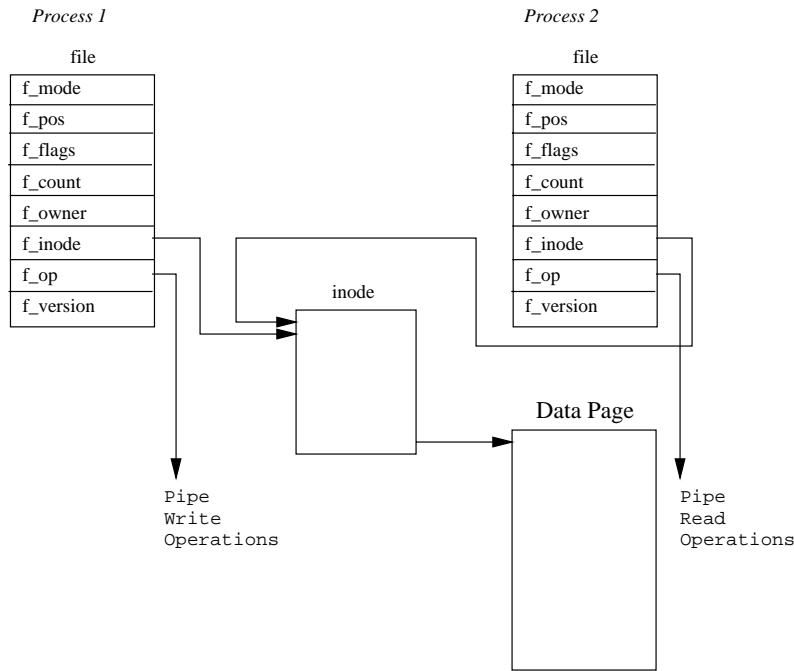 Process 1
file
f_mode
f_pos
f_flags
f_count
f_owner
f_inode
f_op
f_version
Pipe
Write
Operations
inode
Process 2
file
f_mode
f_pos
f_flags
f_count
f_owner
f_inode
f_op
f_version
Data Page
Pipe
Read
Operations